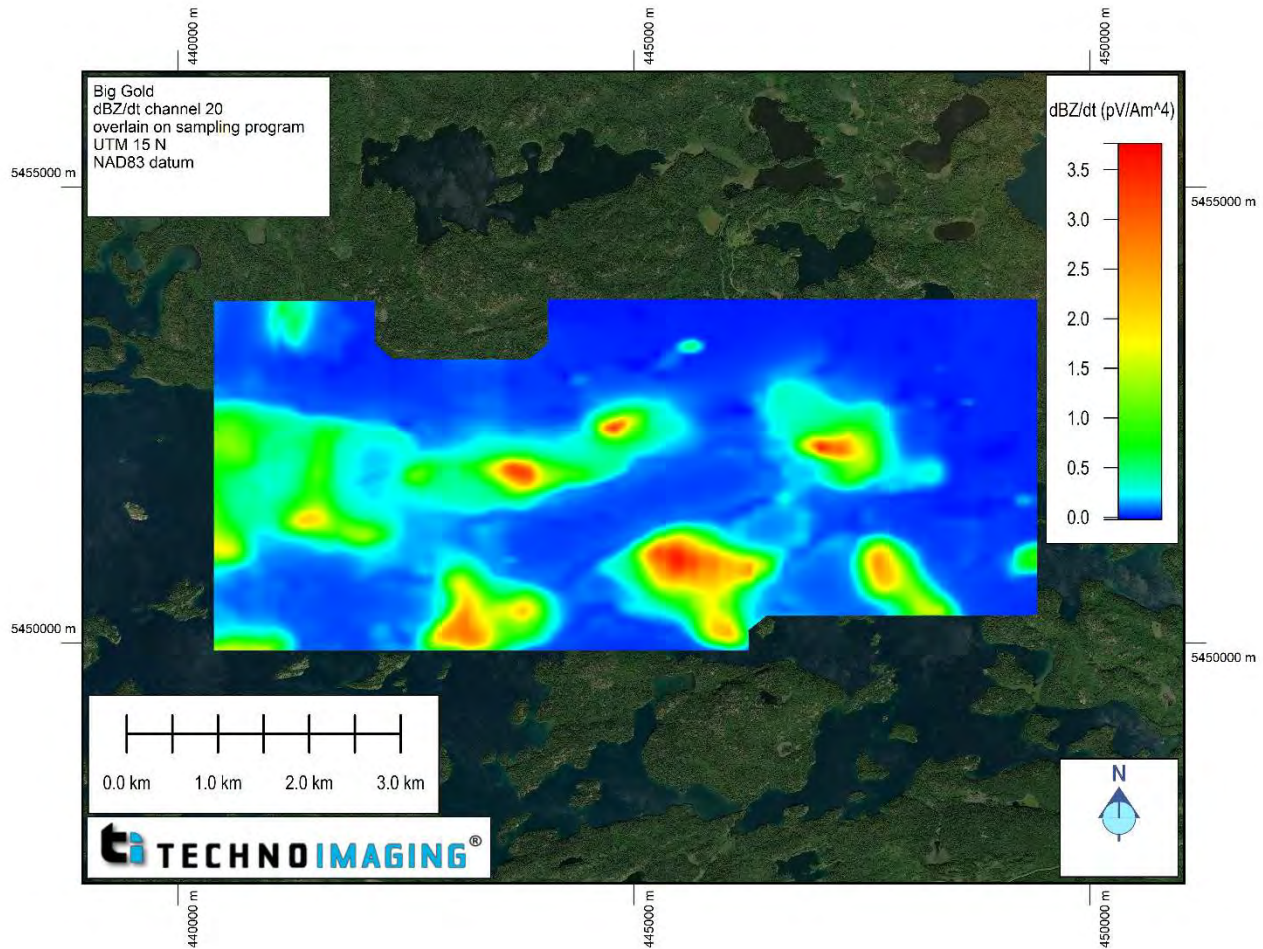 440000 m
445000 m
450000 m
Big Gold
dBZ/dt channel 20
overlain on sampling program
UTM 15 N
NAD83 datum
dBZ/dt (pV/Am^4)
3.5
3.0
2.5
2.0
1.5
1.0
0.5
0.0
5455000 m
5455000 m
5450000 m
5450000 m
0.0 km 1.0 km 2.0 km 3.0 km
N
ti TECHNOIMAGING®
440000 m
445000 m
450000 m